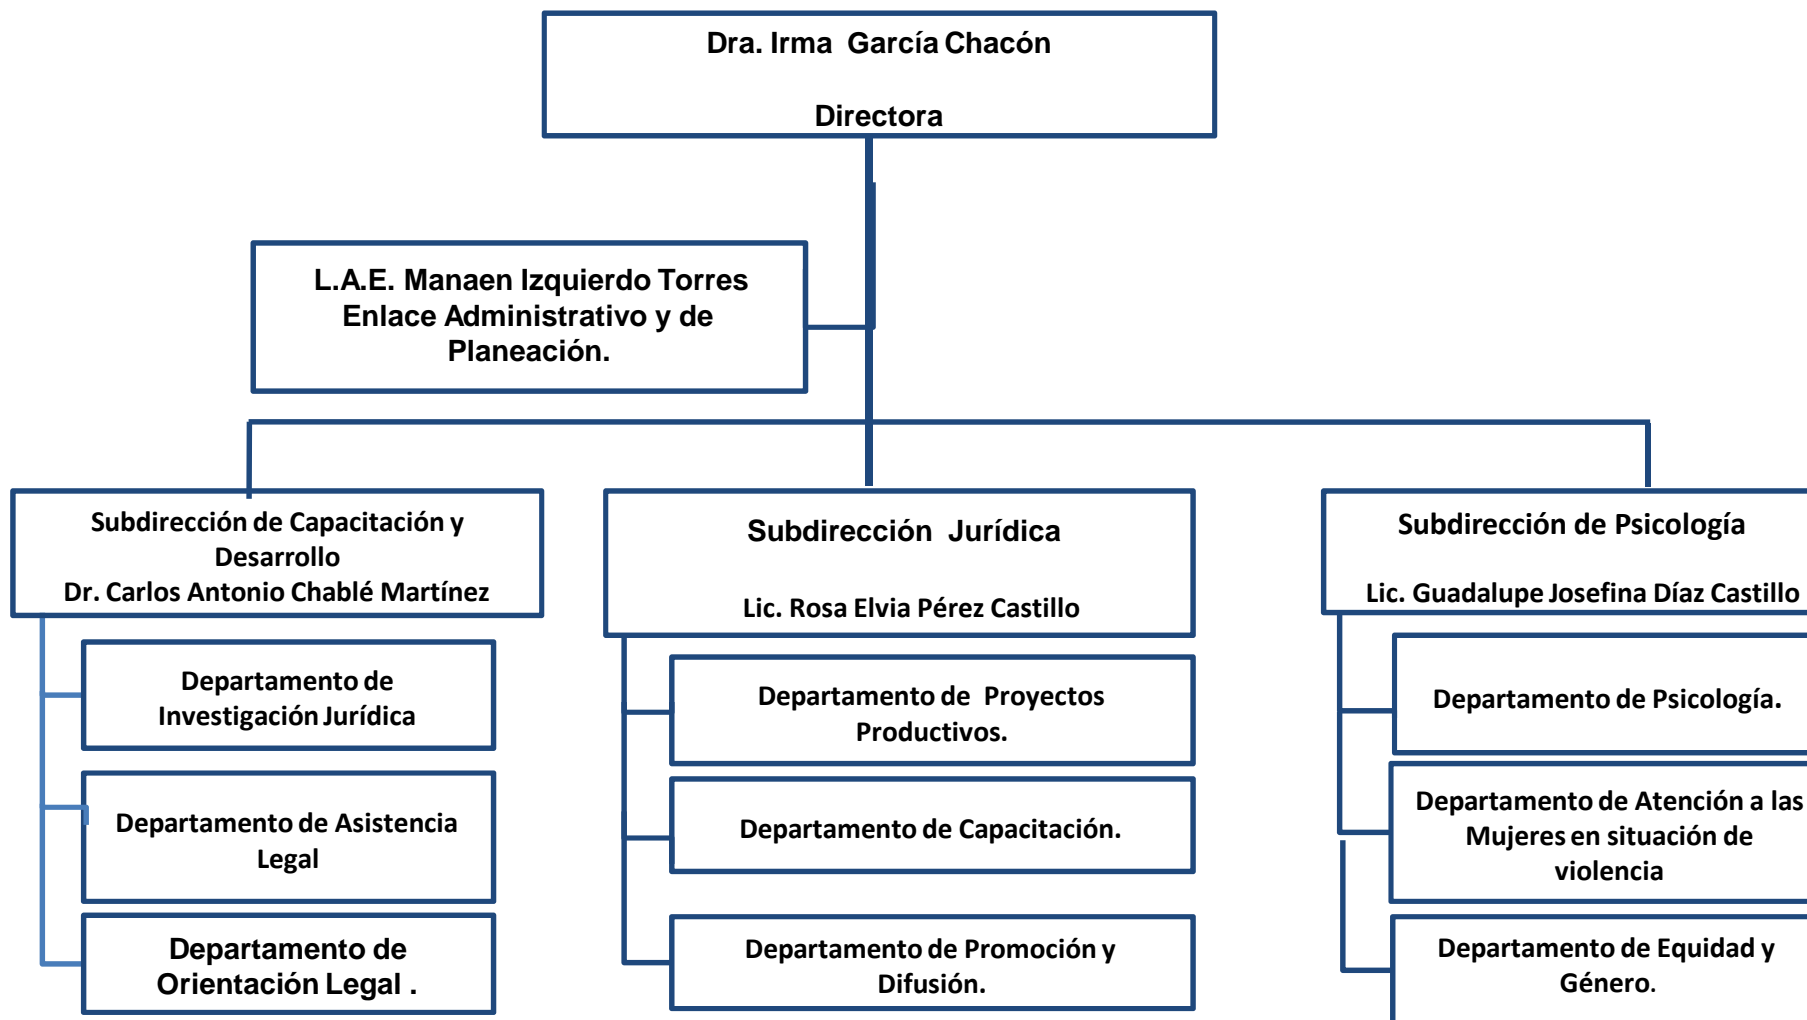 Dra. Irma García Chacón
Directora
L.A.E. Manaen Izquierdo Torres
Enlace Administrativo y de
Planeación.
Subdirección de Capacitación y
Desarrollo
Dr. Carlos Antonio Chablé Martínez
Departamento de
Investigación Jurídica
Departamento de Asistencia
Legal
Departamento de
Orientación Legal .
Subdirección Jurídica
Lic. Rosa Elvia Pérez Castillo
Departamento de Proyectos
Productivos.
Departamento de Capacitación.
Departamento de Promoción y
Difusión.
Subdirección de Psicología
Lic. Guadalupe Josefina Díaz Castillo
Departamento de Psicología.
Departamento de Atención a las
Mujeres en situación de
violencia
Departamento de Equidad y
Género.